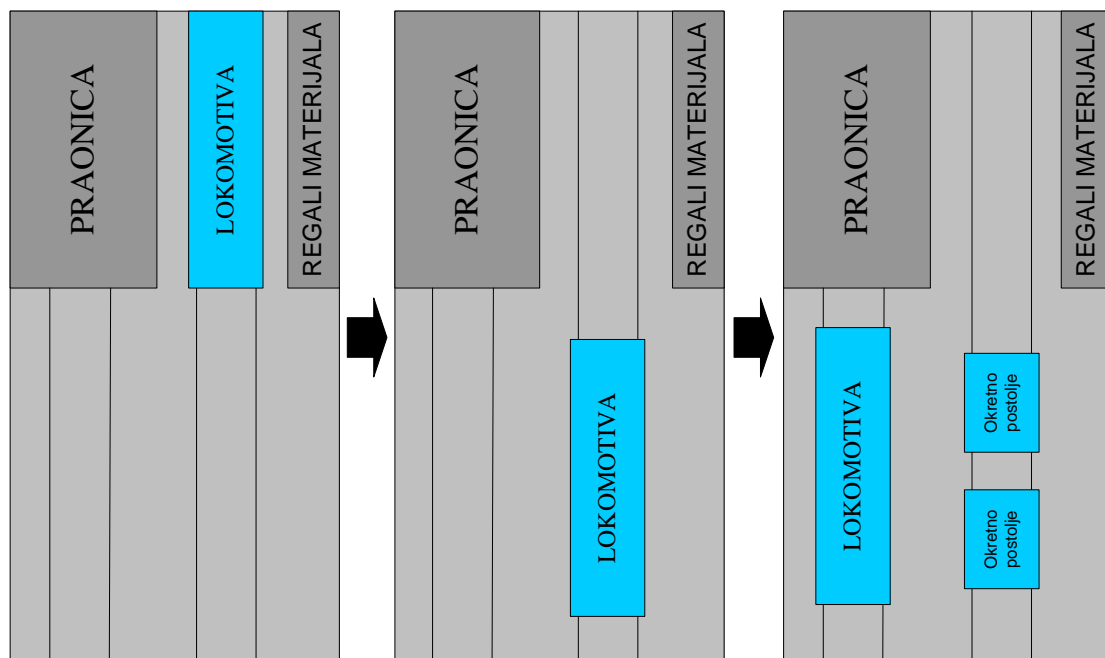 PRAONICA
LOKOMOTIVA
REGALI MATERIJALA
PRAONICA
LOKOMOTIVA
REGALI MATERIJALA
PRAONICA
LOKOMOTIVA
Okretno
postolje
Okretno
postolje
REGALI MATERIJALA